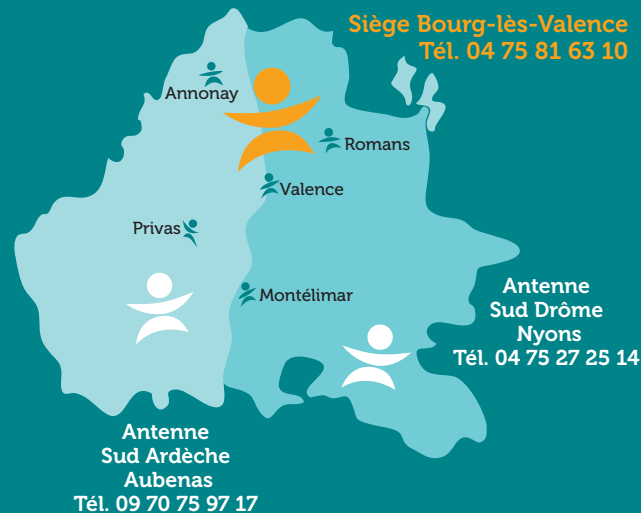 Siège Bourg-lès-Valence
Tél. 04 75 81 63 10
Annonay
Romans
Valence
Privas
Montélimar
Antenne
Sud Drôme
Nyons
Tél. 04 75 27 25 14
Antenne
Sud Ardèche
Aubenas
Tél. 09 70 75 97 17